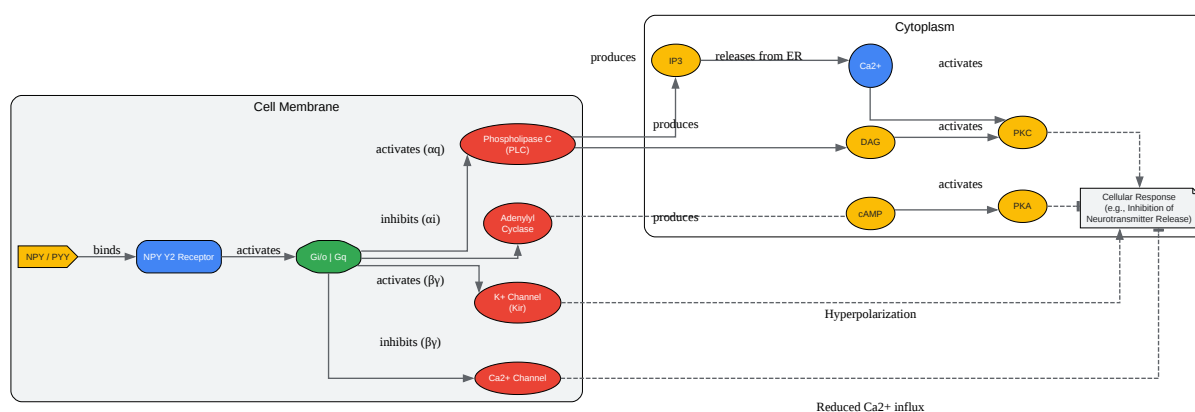 Cytoplasm
produces
IP3
releases from ER
Ca2+
activates
Cell Membrane
Phospholipase C
(PLC)
activates (αq)
produces
DAG
activates
PKC
inhibits (αi)
Adenylyl
Cyclase
produces
cAMP
activates
PKA
Cellular Response
(e.g., Inhibition of
Neurotransmitter Release)
NPY / PYY
binds
NPY Y2 Receptor
activates
Gi/o | Gq
activates (βγ)
K+ Channel
(Kir)
Hyperpolarization
inhibits (βγ)
Ca2+ Channel
Reduced Ca2+ influx